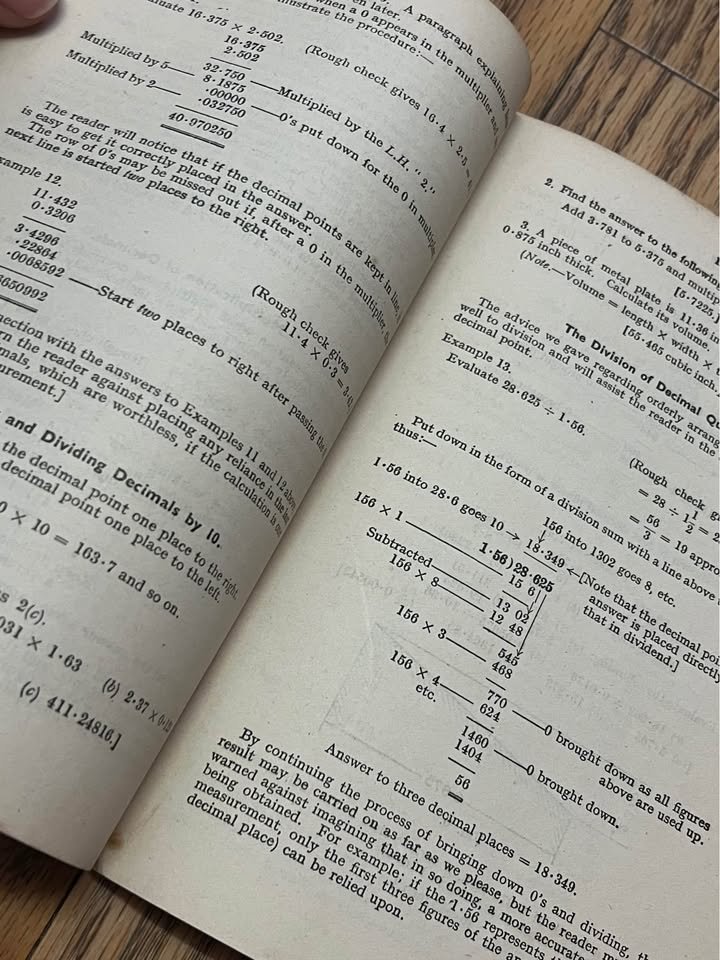 en later. A paragraph explaining
when a 0 appears in the multiplier and
illustrate the procedure:—
Evaluate 16·375 × 2·502.
(Rough check gives 16·4 × 2·5 =
16·375
2·502
Multiplied by 5— 32·750 —Multiplied by the L.H. “2.”
Multiplied by 2— 8·1875
·00000 —0's put down for the 0 in
·032750
40·970250
The reader will notice that if the decimal points are kept in line,
is easy to get it correctly placed in the answer.
The row of 0's may be missed out if, after a 0 in the multiplier,
next line is started two places to the right.
xample 12.
(Rough check gives
11·4 × 0·3 =
11·432
0·3206
3·4296
·22864
·0068592 —Start two places to right after passing the
6650992
nection with the answers to Examples 11 and 12 above
rn the reader against placing any reliance in the
mals, which are worthless, if the calculation is
urement.]
and Dividing Decimals by 10.
the decimal point one place to the right.
decimal point one place to the left.
0 × 10 = 163·7 and so on.
s 2(c).
031 × 1·63 (b) 2·37 ×
(c) 411·24816.]
2. Find the answer to the following
Add 3·781 to 5·375 and
[5·7225,
3. A piece of metal plate is 11·36
0·875 inch thick. Calculate its volume.
(Note,—Volume = length × width ×
[55·465 cubic inch.
The Division of Decimal
The advice we gave regarding orderly
well to division and will assist the reader in the
decimal point.
Example 13.
Evaluate 28·625 ÷ 1·56.
(Rough check
= 28 ÷ 1½ =
= 56/3 = 19
Put down in the form of a division sum with a line above
thus:—
156 into 1302 goes 8, etc.
1·56 into 28·6 goes 10 → 18·349 ←[Note that the decimal
1·56)28·625 answer is placed directly
156 × 1— 15 6 that in dividend.]
Subtracted— 13 02
156 × 8— 12 48
545
156 × 3— 468
770 —0 brought down as all figures
156 × 4— 624 above are used up.
etc. 1460 —0 brought down.
1404
56
Answer to three decimal places = 18·349.
By continuing the process of bringing down 0's and dividing,
result may be carried on as far as we please, but the reader
warned against imagining that in so doing, a more accurate
being obtained. For example; if the 1·56 represents
measurement, only the first three figures of the
decimal place) can be relied upon.